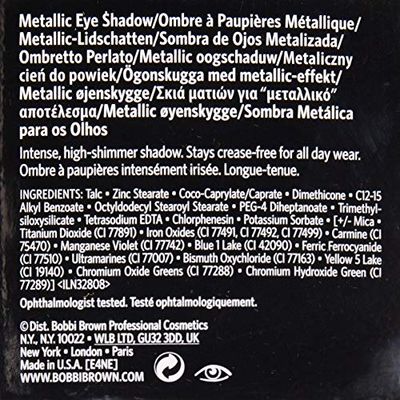 Metallic Eye Shadow/Ombre à Paupières Métallique/
Metallic-Lidschatten/Sombra de Ojos Metalizada/
Ombretto Perlato/Metallic oogschaduw/Metaliczny
cień do powiek/Ögonskugga med metallic-effekt/
Metallic øjenskygge/Σκιά ματιών για “μεταλλικό”
αποτέλεσμα/Metallic øyenskygge/Sombra Metálica
para os Olhos
Intense, high-shimmer shadow. Stays crease-free for all day wear.
Ombre à paupières intensément irisée. Longue-tenue.
INGREDIENTS: Talc • Zinc Stearate • Coco-Caprylate/Caprate • Dimethicone • C12-15
Alkyl Benzoate • Octyldodecyl Stearoyl Stearate • PEG-4 Diheptanoate • Trimethyl-
siloxysilicate • Tetrasodium EDTA • Chlorphenesin • Potassium Sorbate • [+/- Mica •
Titanium Dioxide (CI 77891) • Iron Oxides (CI 77491, CI 77492, CI 77499) • Carmine (CI
75470) • Manganese Violet (CI 77742) • Blue 1 Lake (CI 42090) • Ferric Ferrocyanide
(CI 77510) • Ultramarines (CI 77007) • Bismuth Oxychloride (CI 77163) • Yellow 5 Lake
(CI 19140) • Chromium Oxide Greens (CI 77288) • Chromium Hydroxide Green (CI
77289)] <ILN32808>
Ophthalmologist tested. Testé ophtalmologiquement.
©Dist. Bobbi Brown Professional Cosmetics
N.Y., N.Y. 10022 • WLB LTD, GU32 3DD, UK
New York • London • Paris
Made in U.S.A. [E4NE]
WWW.BOBBIBROWN.COM